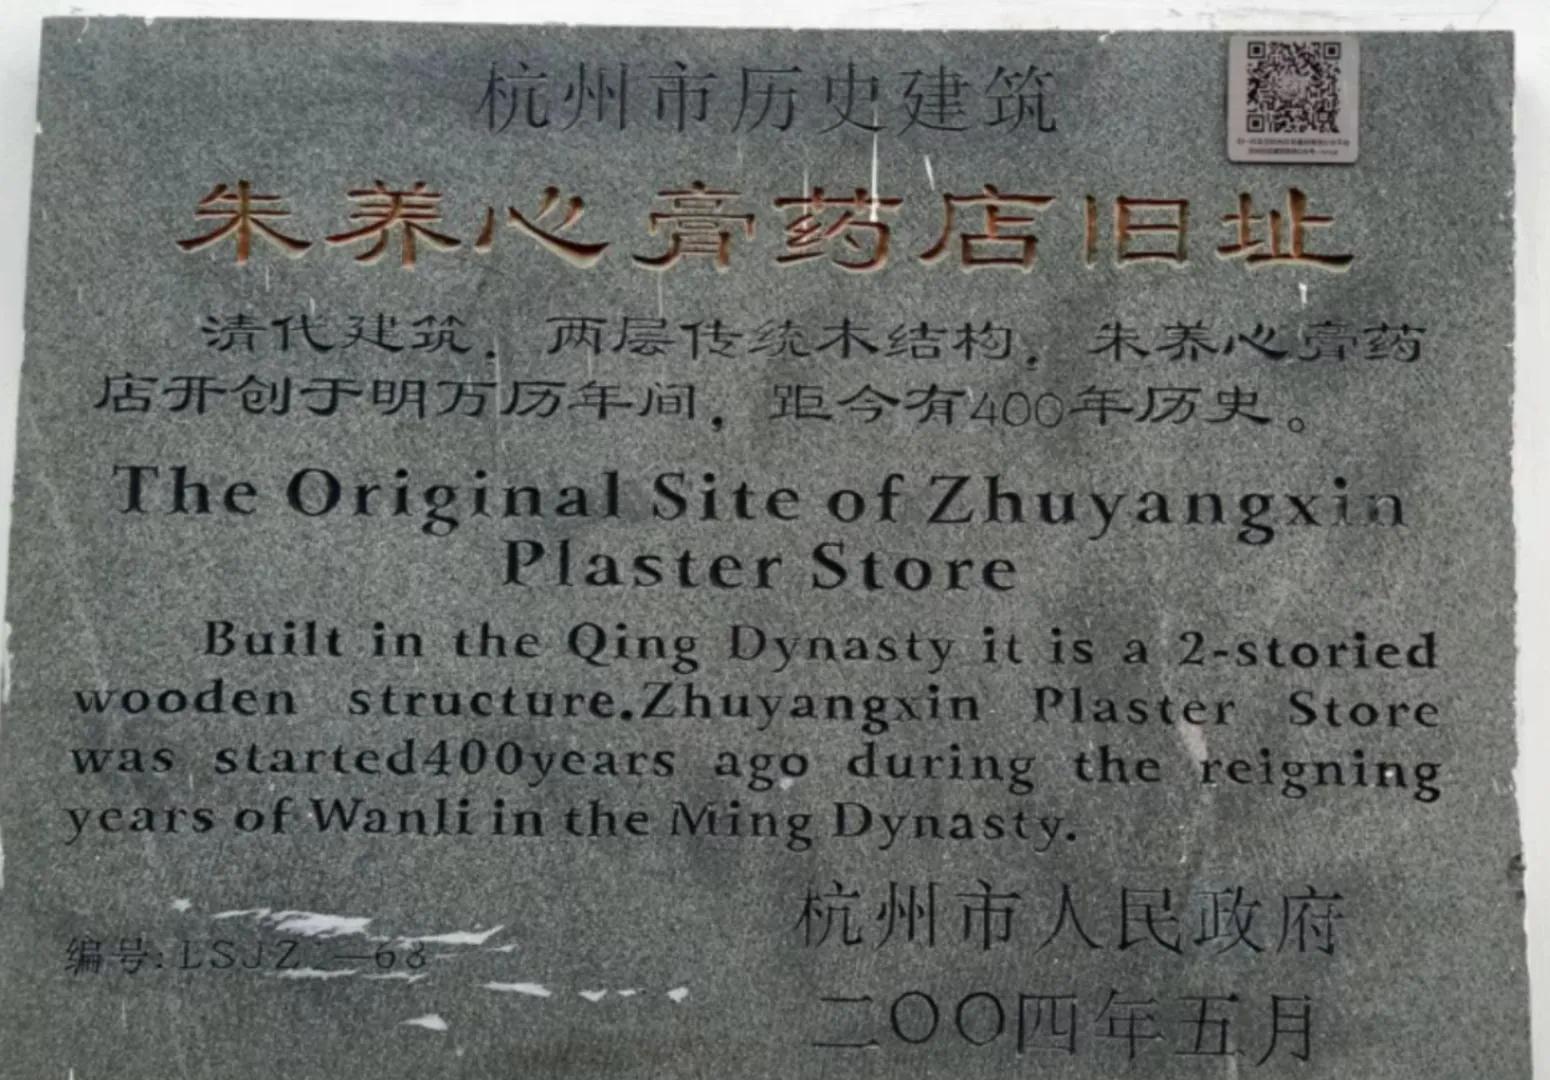 杭州市历史建筑
朱养心膏药店旧址
清代建筑，两层传统木结构，朱养心膏药
店开创于明万历年间，距今有400年历史。
The Original Site of Zhuyangxin
Plaster Store
Built in the Qing Dynasty it is a 2-storied
wooden structure.Zhuyangxin Plaster Store
was started400years ago during the reigning
years of Wanli in the Ming Dynasty.
杭州市人民政府
编号:LSJZ
二〇〇四年五月